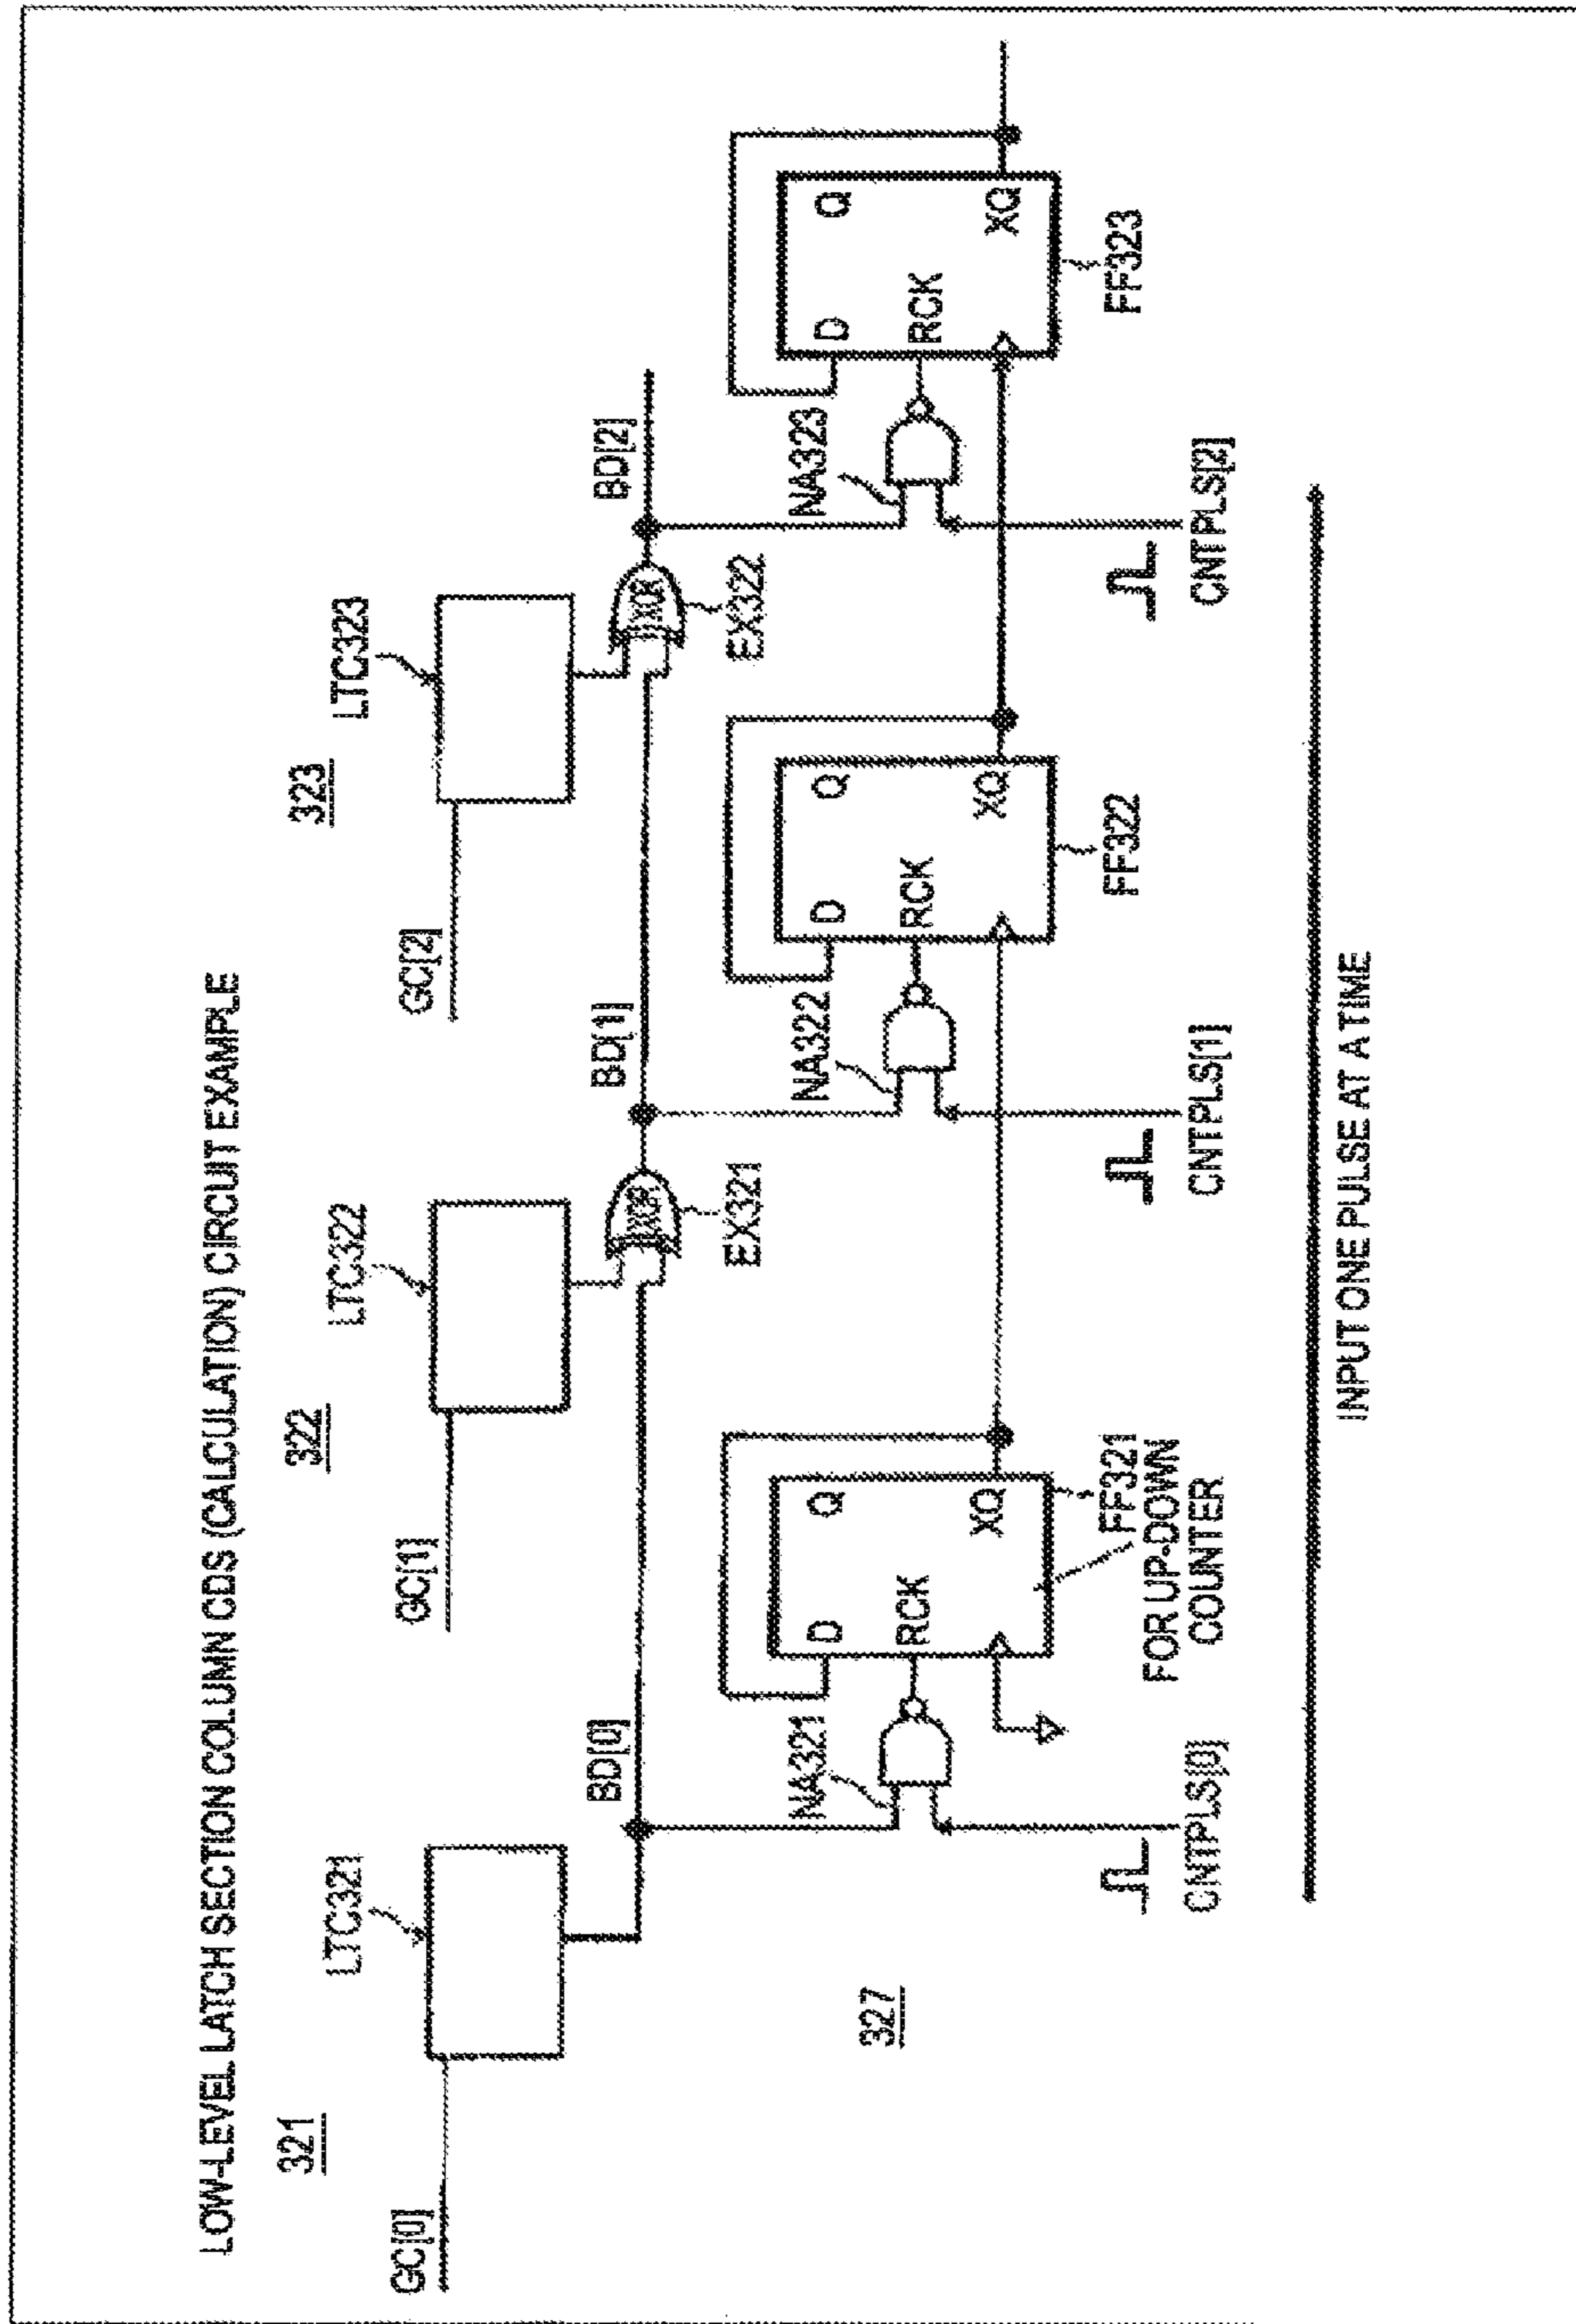 LOW-LEVEL LATCH SECTION COLUMN CDS (CALCULATION) CIRCUIT EXAMPLE
321
322
323
LTC321
LTC322
LTC323
GC[0]
GC[1]
GC[2]
BD[0]
BD[1]
BD[2]
XOR
EX321
XOR
EX322
NA321
NA322
NA323
D
Q
RCK
XQ
FF321
FOR UP-DOWN
COUNTER
D
Q
RCK
XQ
FF322
D
Q
RCK
XQ
FF323
327
CNTPLS[0]
CNTPLS[1]
CNTPLS[2]
INPUT ONE PULSE AT A TIME